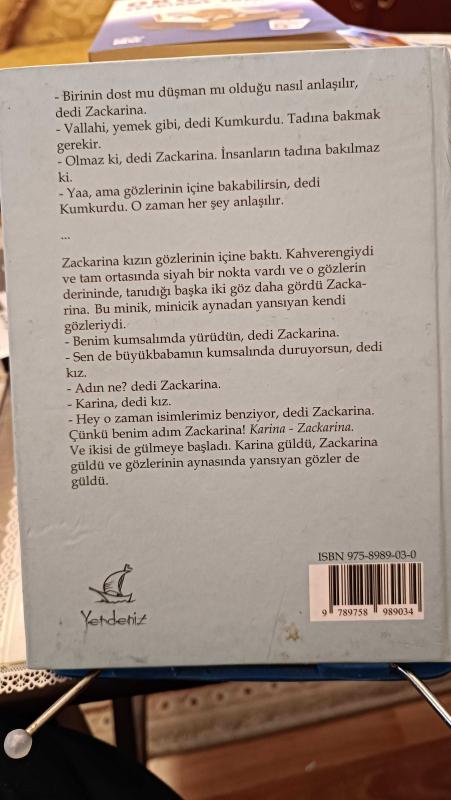 - Birinin dost mu düşman mı olduğu nasıl anlaşılır,
dedi Zackarina.
- Vallahi, yemek gibi, dedi Kumkurdu. Tadına bakmak
gerekir.
- Olmaz ki, dedi Zackarina. İnsanların tadına bakılmaz
ki.
- Yaa, ama gözlerinin içine bakabilirsin, dedi
Kumkurdu. O zaman her şey anlaşılır.
...
Zackarina kızın gözlerinin içine baktı. Kahverengiydi
ve tam ortasında siyah bir nokta vardı ve o gözlerin
derininde, tanıdığı başka iki göz daha gördü Zacka-
rina. Bu minik, minicik aynadan yansıyan kendi
gözleriydi.
- Benim kumsalımda yürüdün, dedi Zackarina.
- Sen de büyükbabamın kumsalında duruyorsun, dedi
kız.
- Adın ne? dedi Zackarina.
- Karina, dedi kız.
- Hey o zaman isimlerimiz benziyor, dedi Zackarina.
Çünkü benim adım Zackarina! Karina - Zackarina.
Ve ikisi de gülmeye başladı. Karina güldü, Zackarina
güldü ve gözlerinin aynasında yansıyan gözler de
güldü.
ISBN 975-8989-03-0
9 789758 989034
Yerdeniz